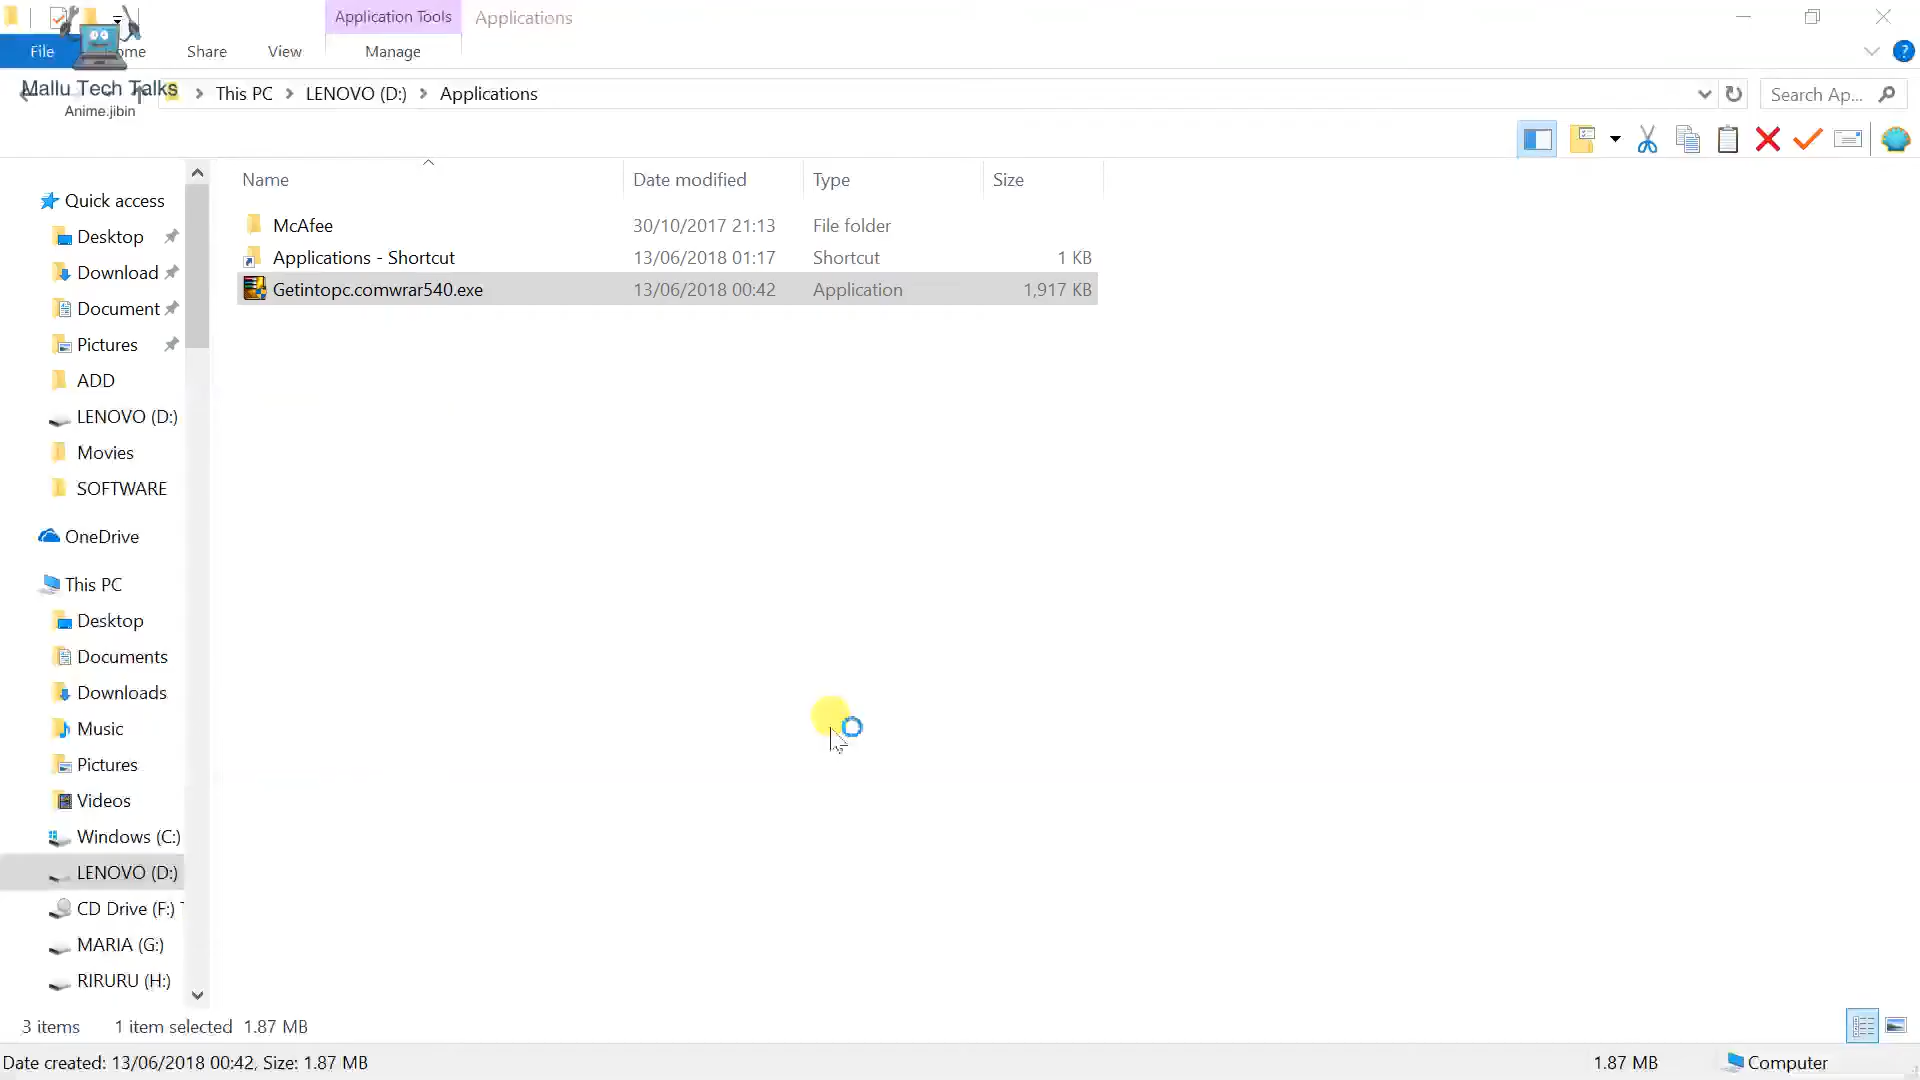 Application Tools
Applications
File
ome
Share
View
Manage
Mallu Tech Talks
Anime.jibin
This PC
LENOVO (D:)
Applications
Search Ap...
Name
Date modified
Type
Size
McAfee
30/10/2017 21:13
File folder
Applications - Shortcut
13/06/2018 01:17
Shortcut
1 KB
Getintopc.comwrar540.exe
13/06/2018 00:42
Application
1,917 KB
Quick access
Desktop
Download
Document
Pictures
ADD
LENOVO (D:)
Movies
SOFTWARE
OneDrive
This PC
Desktop
Documents
Downloads
Music
Pictures
Videos
Windows (C:)
LENOVO (D:)
CD Drive (F:)
MARIA (G:)
RIRURU (H:)
3 items
1 item selected 1.87 MB
Date created: 13/06/2018 00:42, Size: 1.87 MB
1.87 MB
Computer